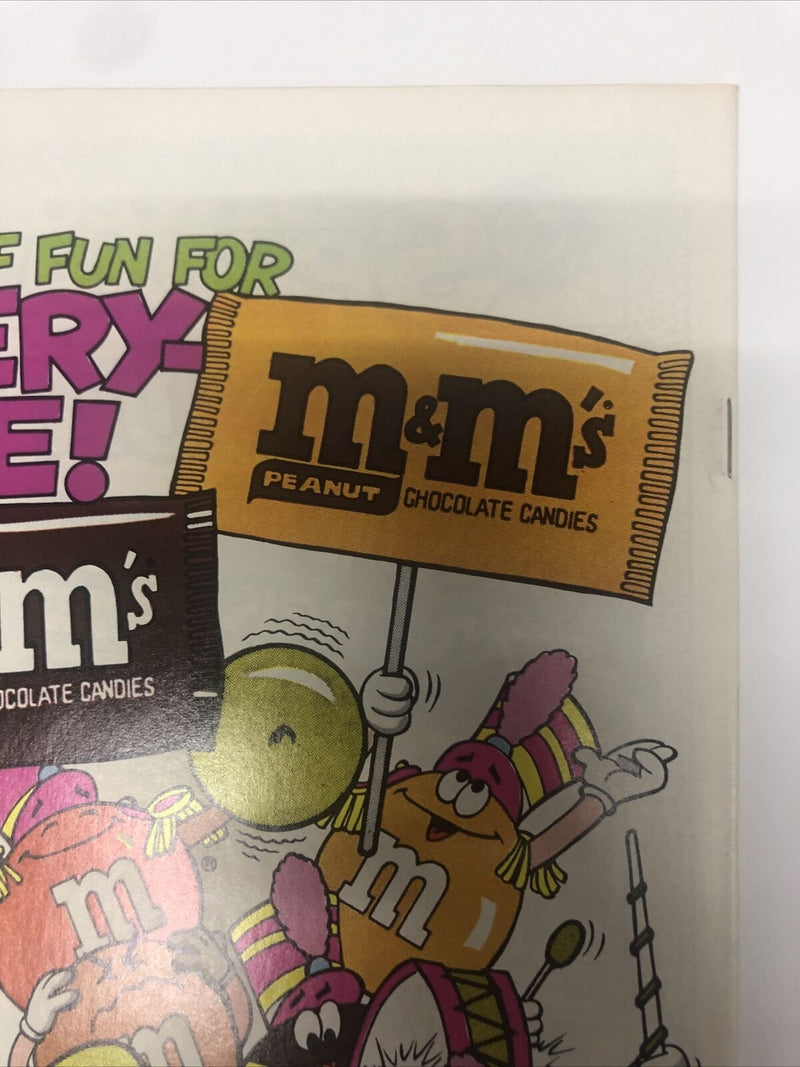 F FUN FOR
ERY-
E!
m&m's
PEANUT CHOCOLATE CANDIES
m's
OCOLATE CANDIES
m
m
m